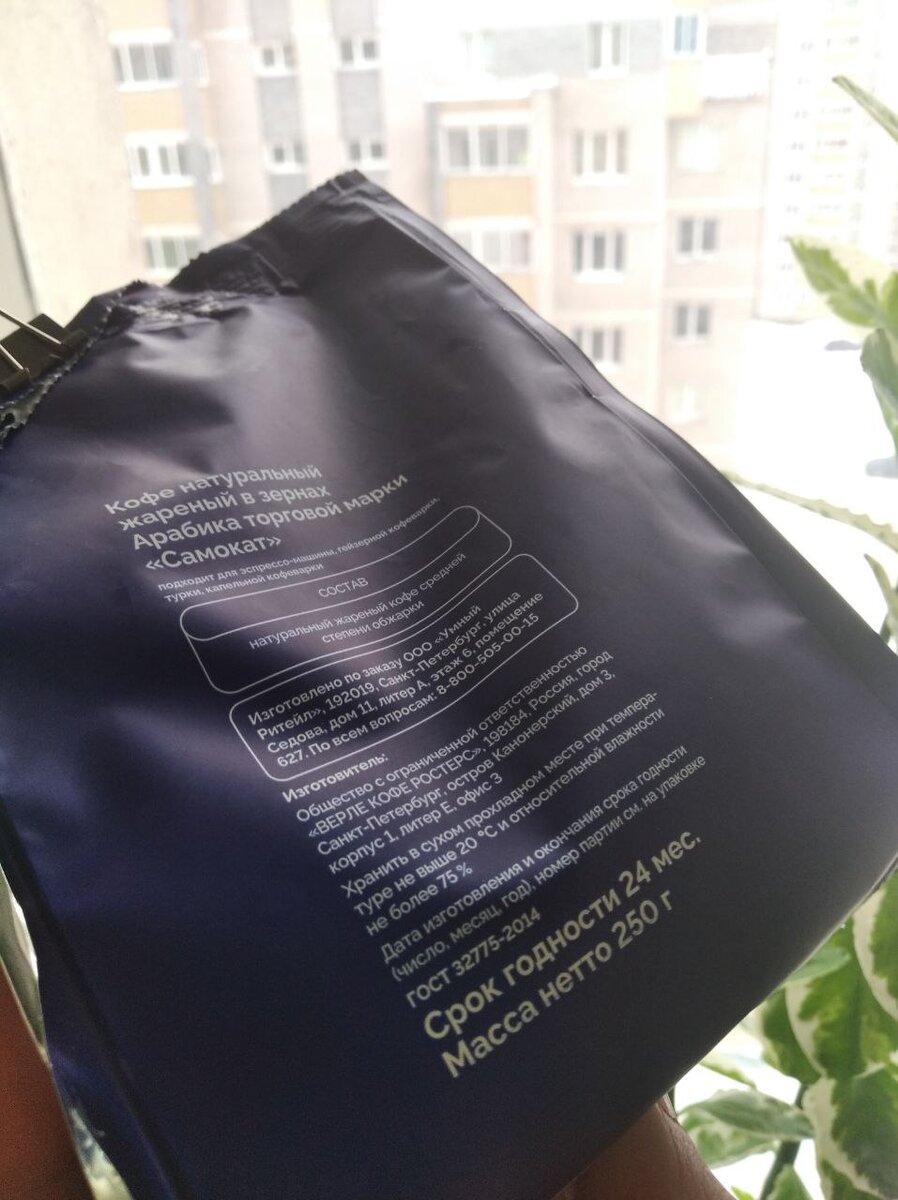 Кофе натуральный
жареный в зернах
Арабика торговой марки
«Самокат»
подходит для эспрессо-машины, гейзерной кофеварки,
турки, капельной кофеварки
СОСТАВ
натуральный жареный кофе средней
степени обжарки
Изготовлено по заказу ООО «Умный
Ритейл», 192019, Санкт-Петербург, улица
Седова, дом 11, литер А, этаж 6, помещение
627. По всем вопросам: 8-800-505-00-15
Изготовитель:
Общество с ограниченной ответственностью
«ВЕРЛЕ КОФЕ РОСТЕРС», 198184, Россия, город
Санкт-Петербург, остров Канонерский, дом 3,
корпус 1, литер Е, офис 3
Хранить в сухом прохладном месте при темпера-
туре не выше 20 °C и относительной влажности
не более 75 %
Дата изготовления и окончания срока годности
(число, месяц, год), номер партии см. на упаковке
ГОСТ 32775-2014
Срок годности 24 мес.
Масса нетто 250 г